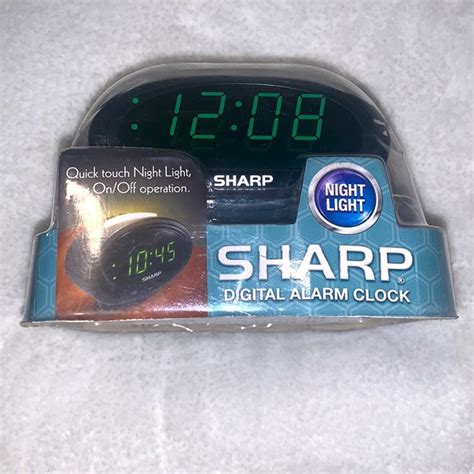 12:08
SHARP
Quick touch Night Light,
On/Off operation.
NIGHT
LIGHT
10:45
SHARP
SHARP®
DIGITAL ALARM CLOCK